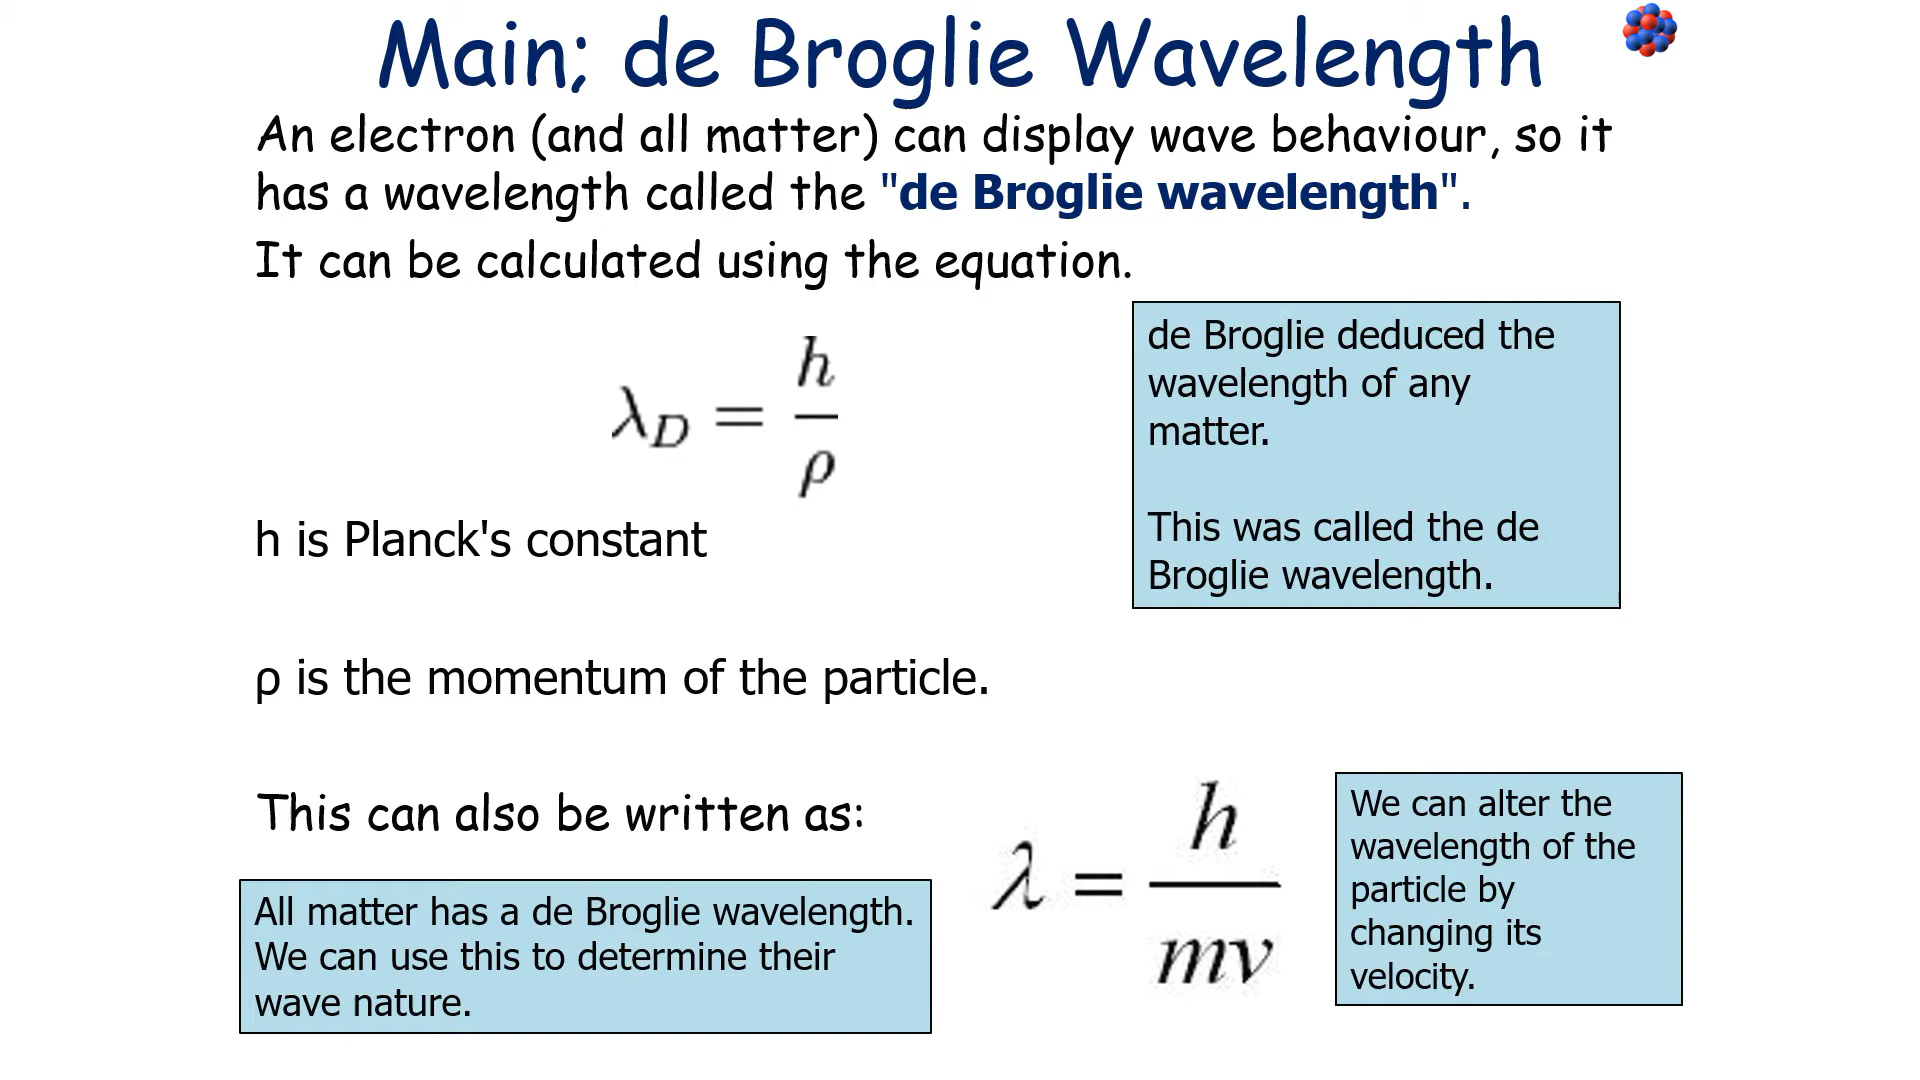 Main; de Broglie Wavelength
An electron (and all matter) can display wave behaviour, so it
has a wavelength called the "de Broglie wavelength".
It can be calculated using the equation.
λ_D = h/ρ
de Broglie deduced the
wavelength of any
matter.
This was called the de
Broglie wavelength.
h is Planck's constant
ρ is the momentum of the particle.
This can also be written as:
λ = h/mv
We can alter the
wavelength of the
particle by
changing its
velocity.
All matter has a de Broglie wavelength.
We can use this to determine their
wave nature.